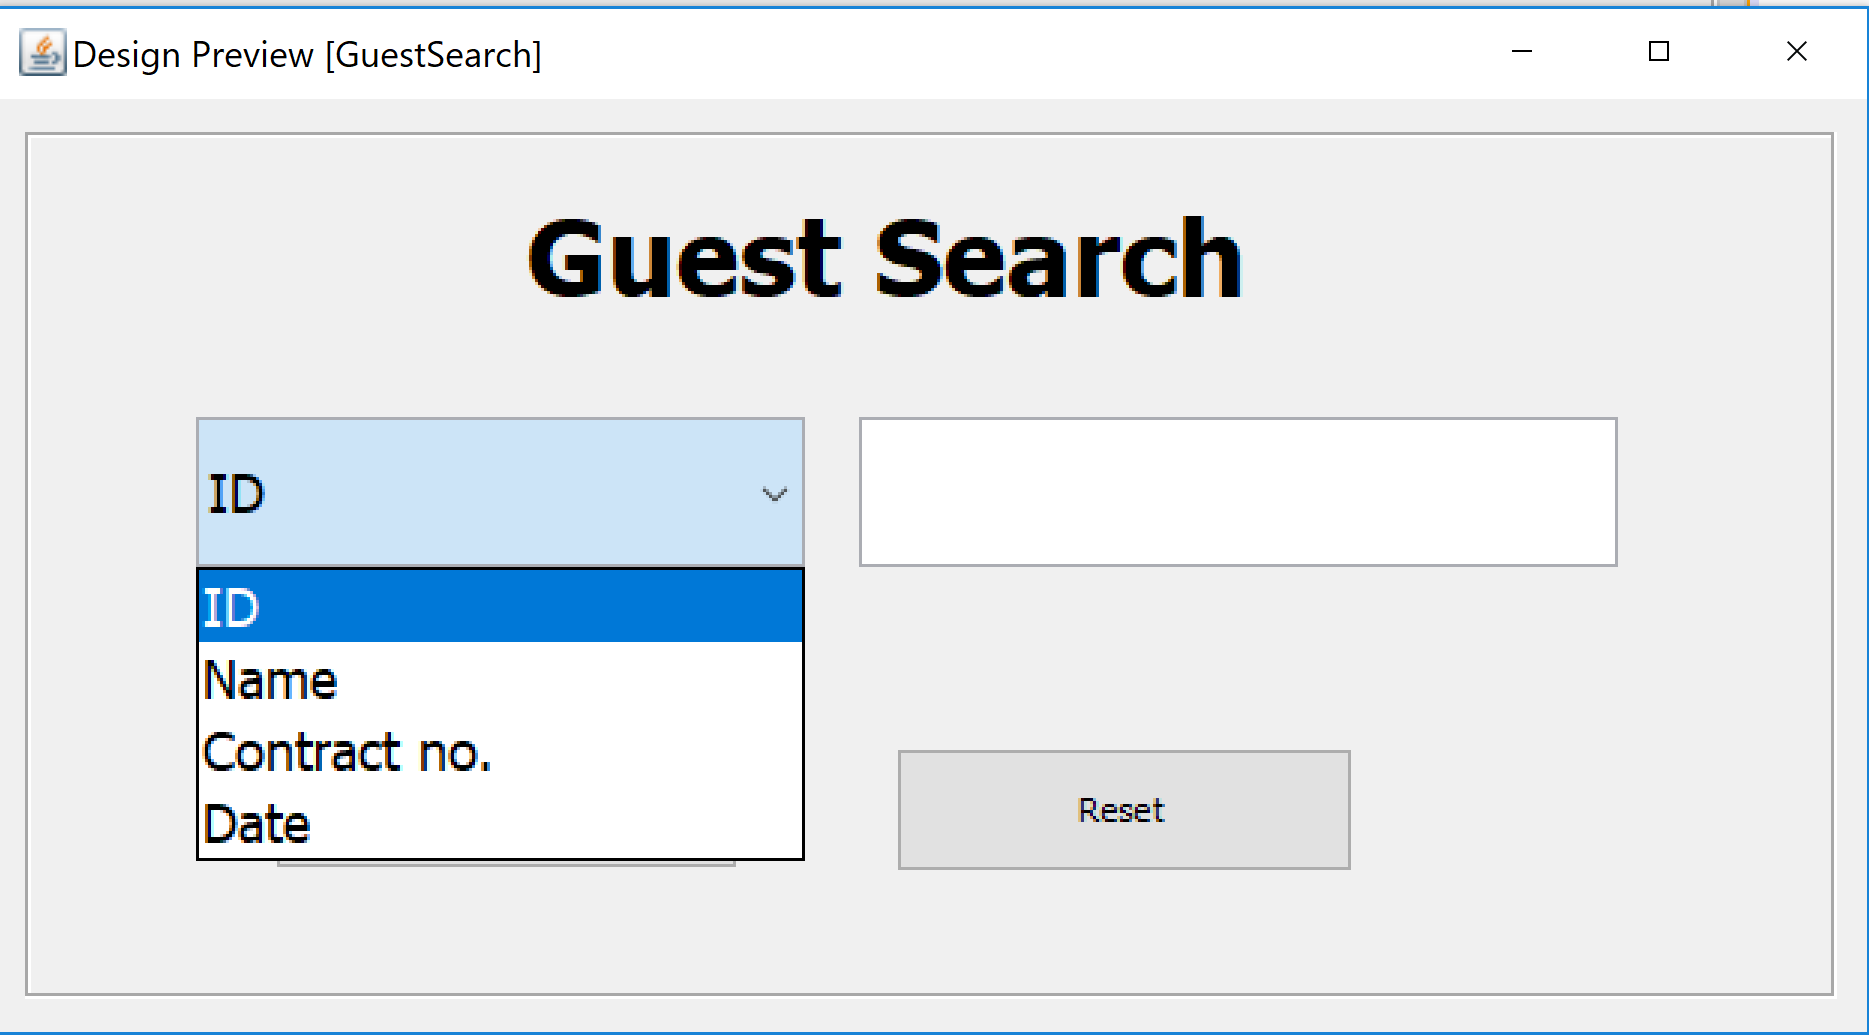 Design Preview [GuestSearch]
Guest Search
ID
ID
Name
Contract no.
Date
Reset